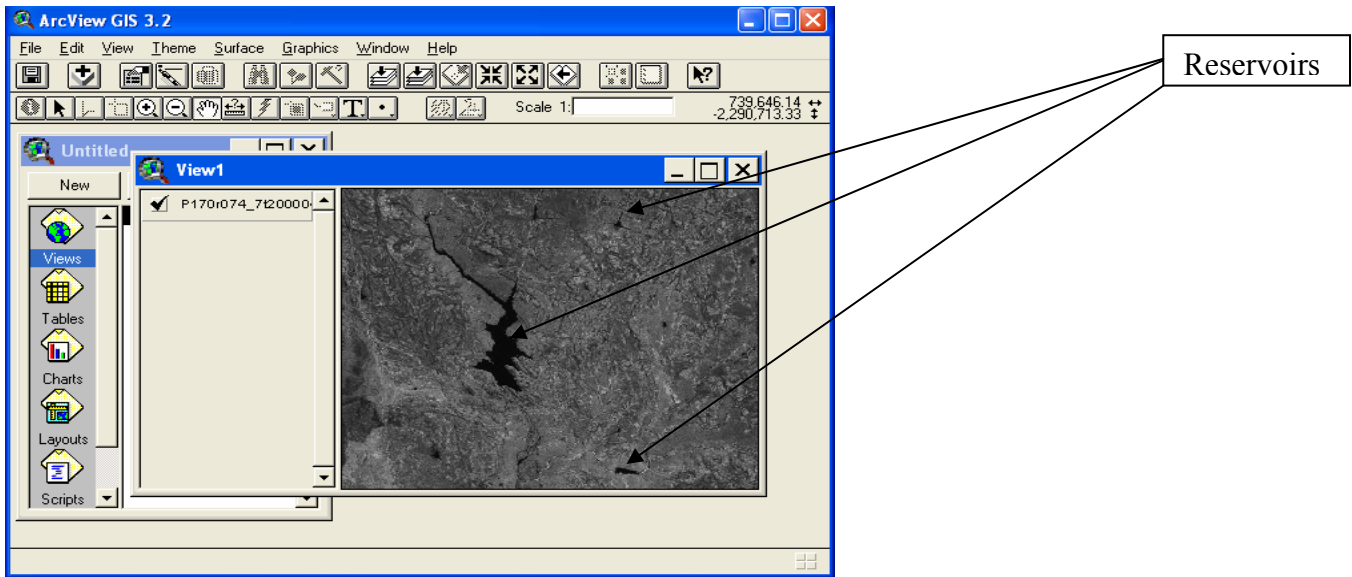 ArcView GIS 3.2
File Edit View Theme Surface Graphics Window Help
Scale 1:
739,646.14
-2,290,713.33
Reservoirs
Untitled
View1
New
P170r074_7t20000
Views
Tables
Charts
Layouts
Scripts